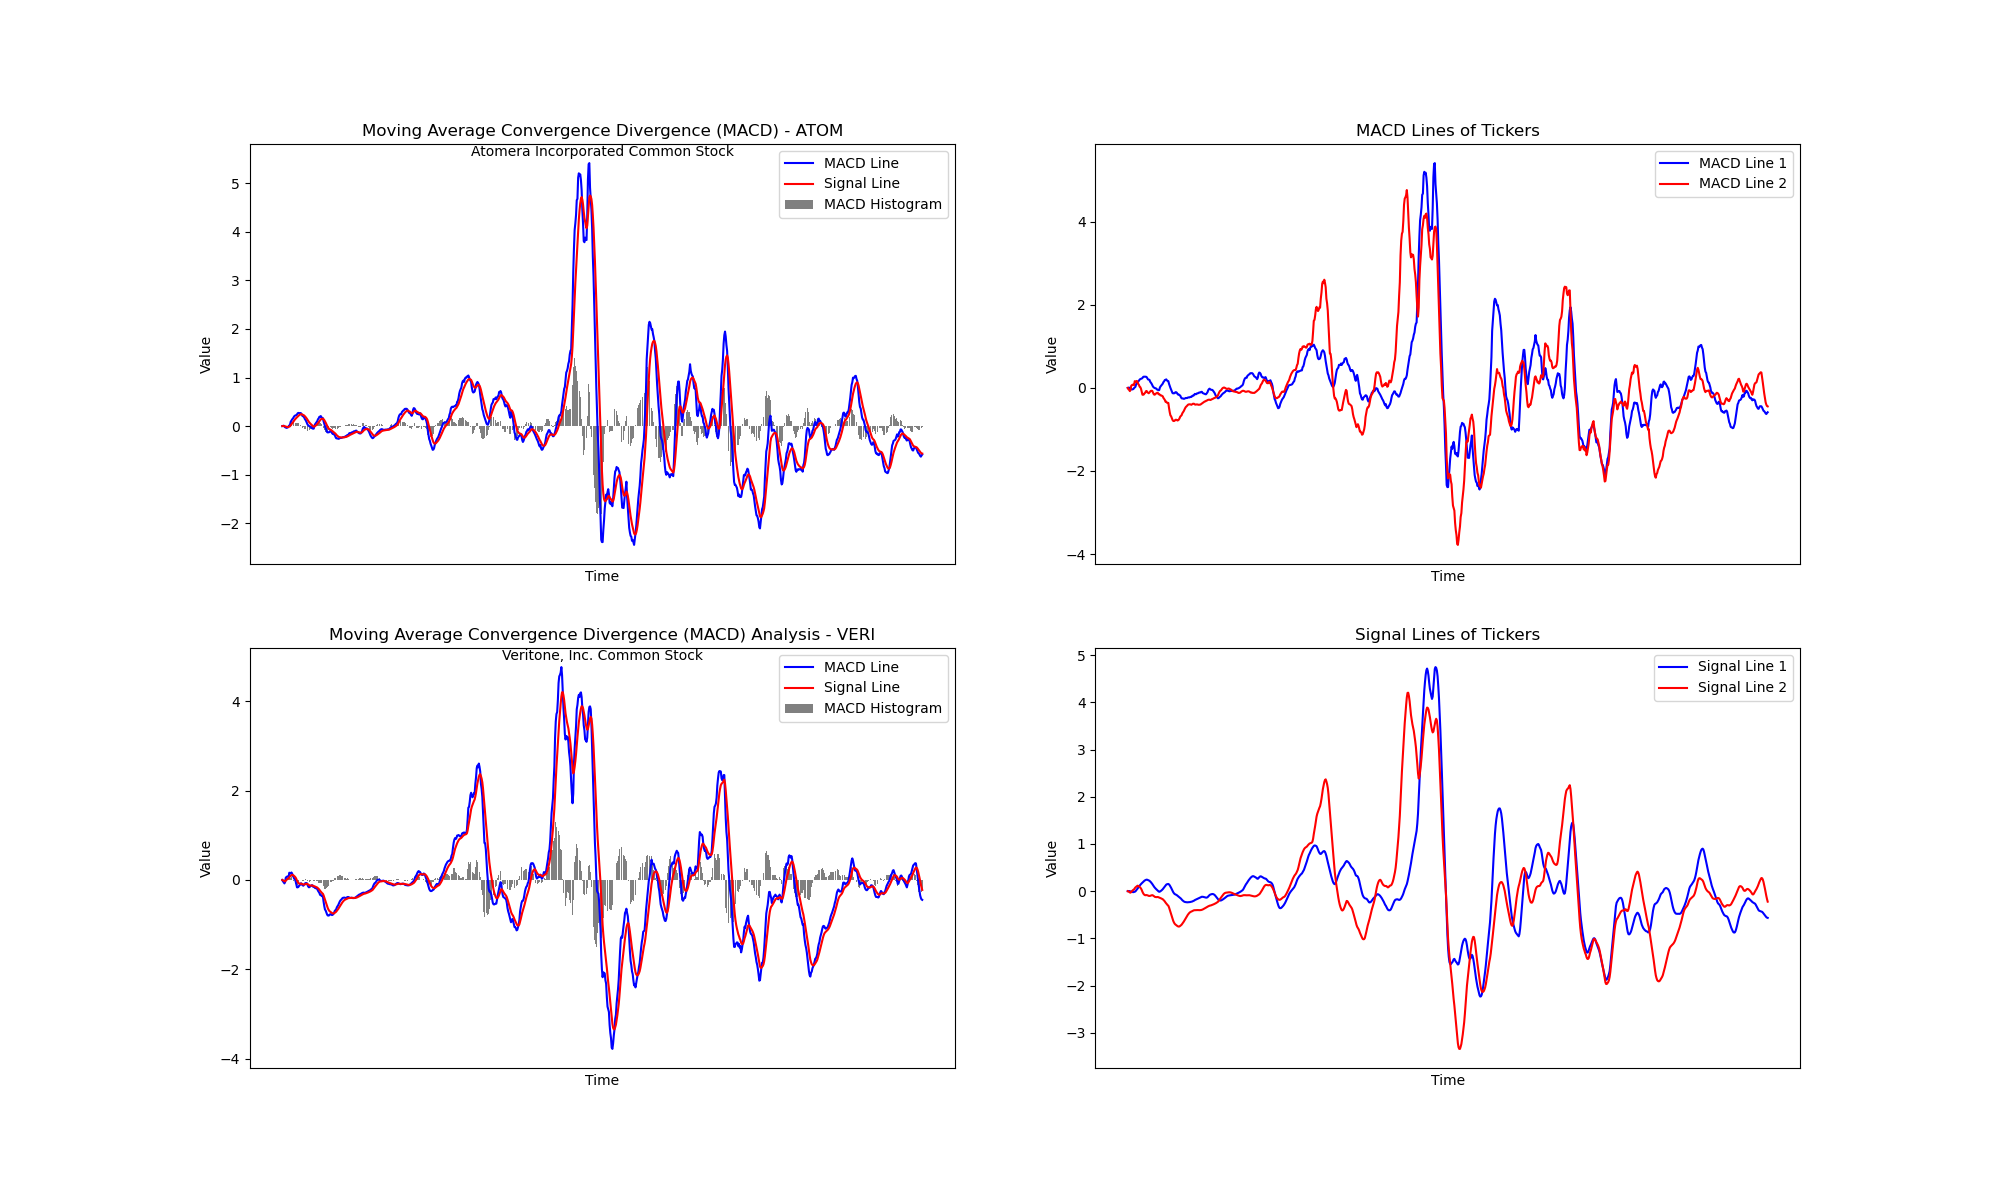 Moving Average Convergence Divergence (MACD) - ATOM
Atomera Incorporated Common Stock
MACD Line
Signal Line
MACD Histogram
5
4
3
2
1
0
−1
−2
Value
Time
MACD Lines of Tickers
MACD Line 1
MACD Line 2
4
2
0
−2
−4
Value
Time
Moving Average Convergence Divergence (MACD) Analysis - VERI
Veritone, Inc. Common Stock
MACD Line
Signal Line
MACD Histogram
4
2
0
−2
−4
Value
Time
Signal Lines of Tickers
Signal Line 1
Signal Line 2
5
4
3
2
1
0
−1
−2
−3
Value
Time